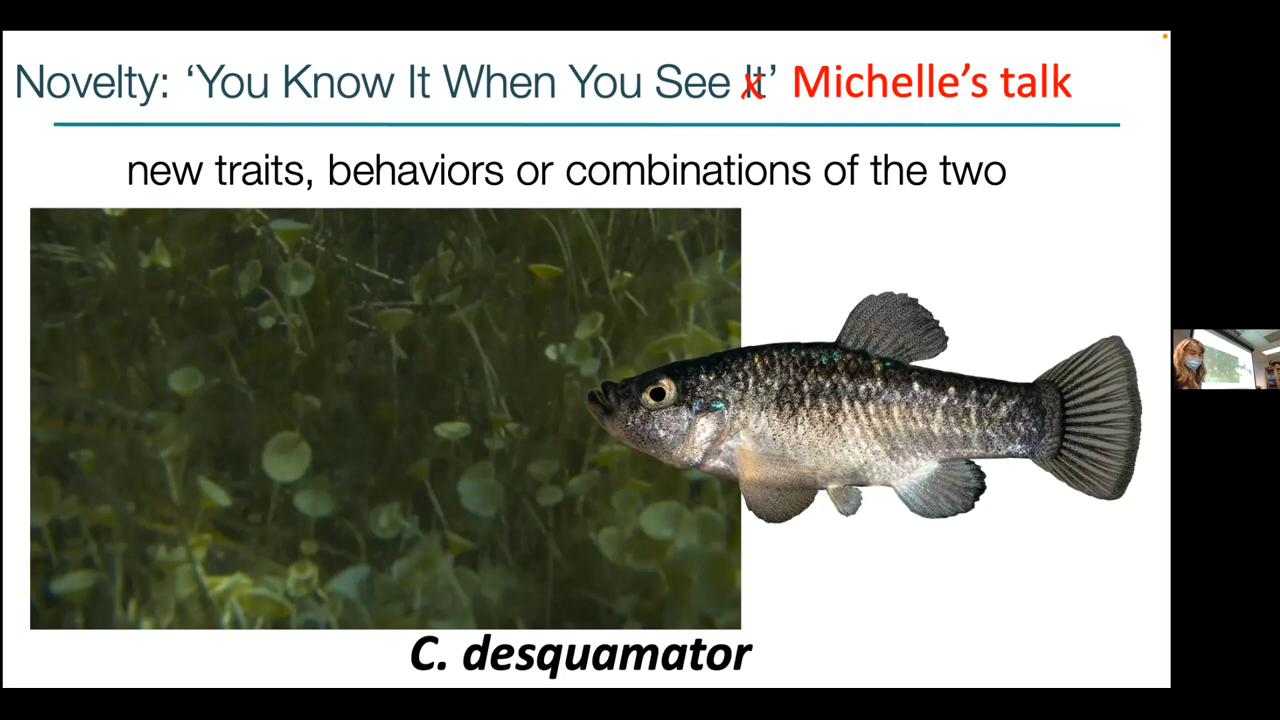 Novelty: ‘You Know It When You See It’ Michelle’s talk
new traits, behaviors or combinations of the two
C. desquamator